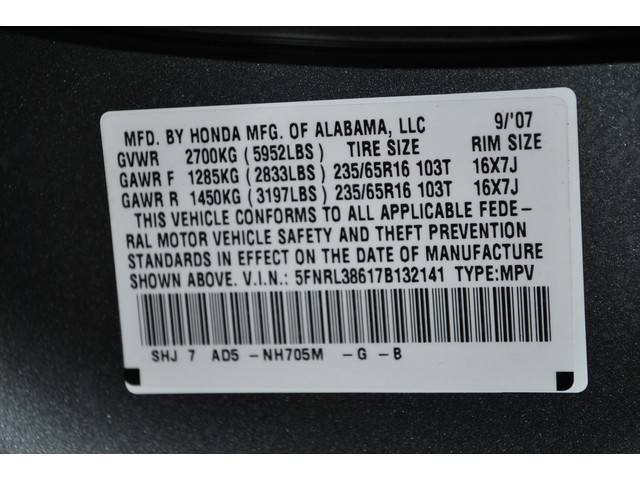 MFD. BY HONDA MFG. OF ALABAMA, LLC 9/'07
GVWR 2700KG (5952LBS) TIRE SIZE RIM SIZE
GAWR F 1285KG (2833LBS) 235/65R16 103T 16X7J
GAWR R 1450KG (3197LBS) 235/65R16 103T 16X7J
THIS VEHICLE CONFORMS TO ALL APPLICABLE FEDE-
RAL MOTOR VEHICLE SAFETY AND THEFT PREVENTION
STANDARDS IN EFFECT ON THE DATE OF MANUFACTURE
SHOWN ABOVE. V.I.N.: 5FNRL38617B132141 TYPE:MPV
SHJ 7 AD5 -NH705M -G -B